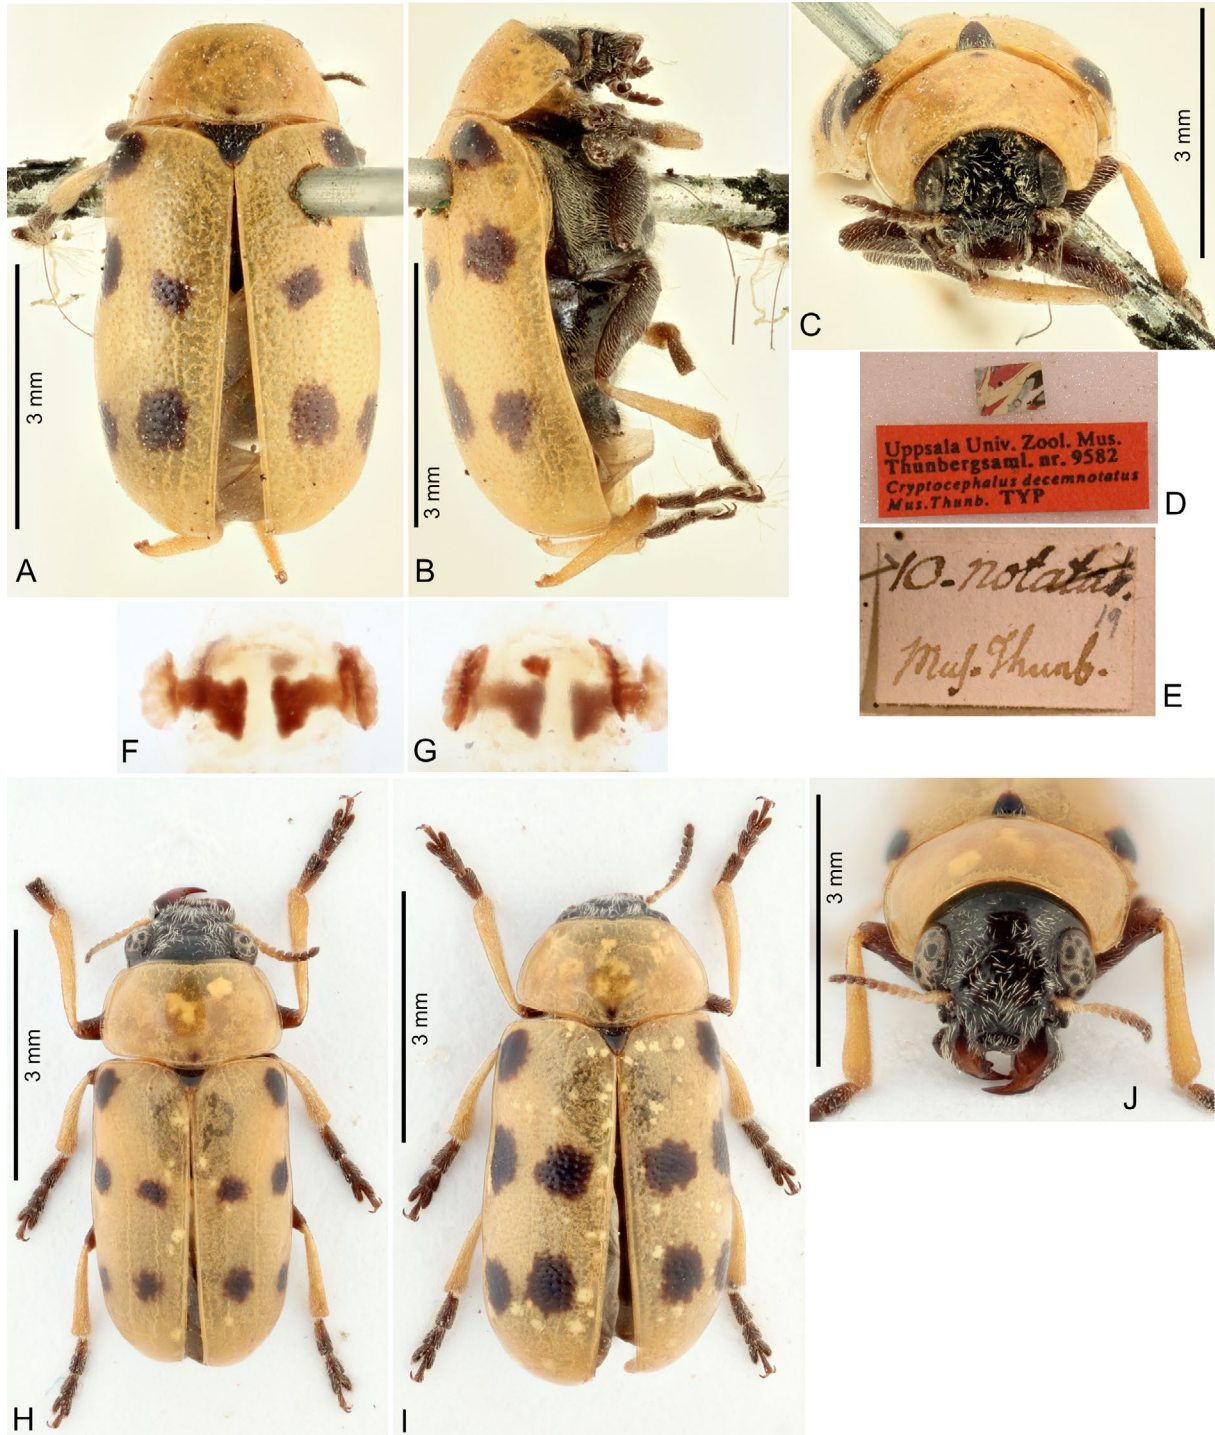 3 mm
A
3 mm
B
3 mm
C
Uppsala Univ. Zool. Mus.
Thunbergsaml. nr. 9582
Cryptocephalus decemnotatus
Mus.Thunb. TYP
D
10-notatus.
19
Mus. Thunb.
E
F
G
3 mm
H
3 mm
I
3 mm
J